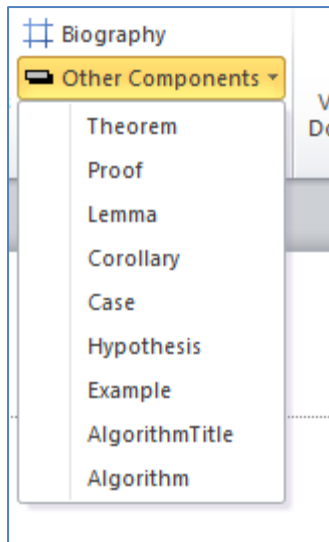 Biography
Other Components
Theorem
Proof
Lemma
Corollary
Case
Hypothesis
Example
AlgorithmTitle
Algorithm